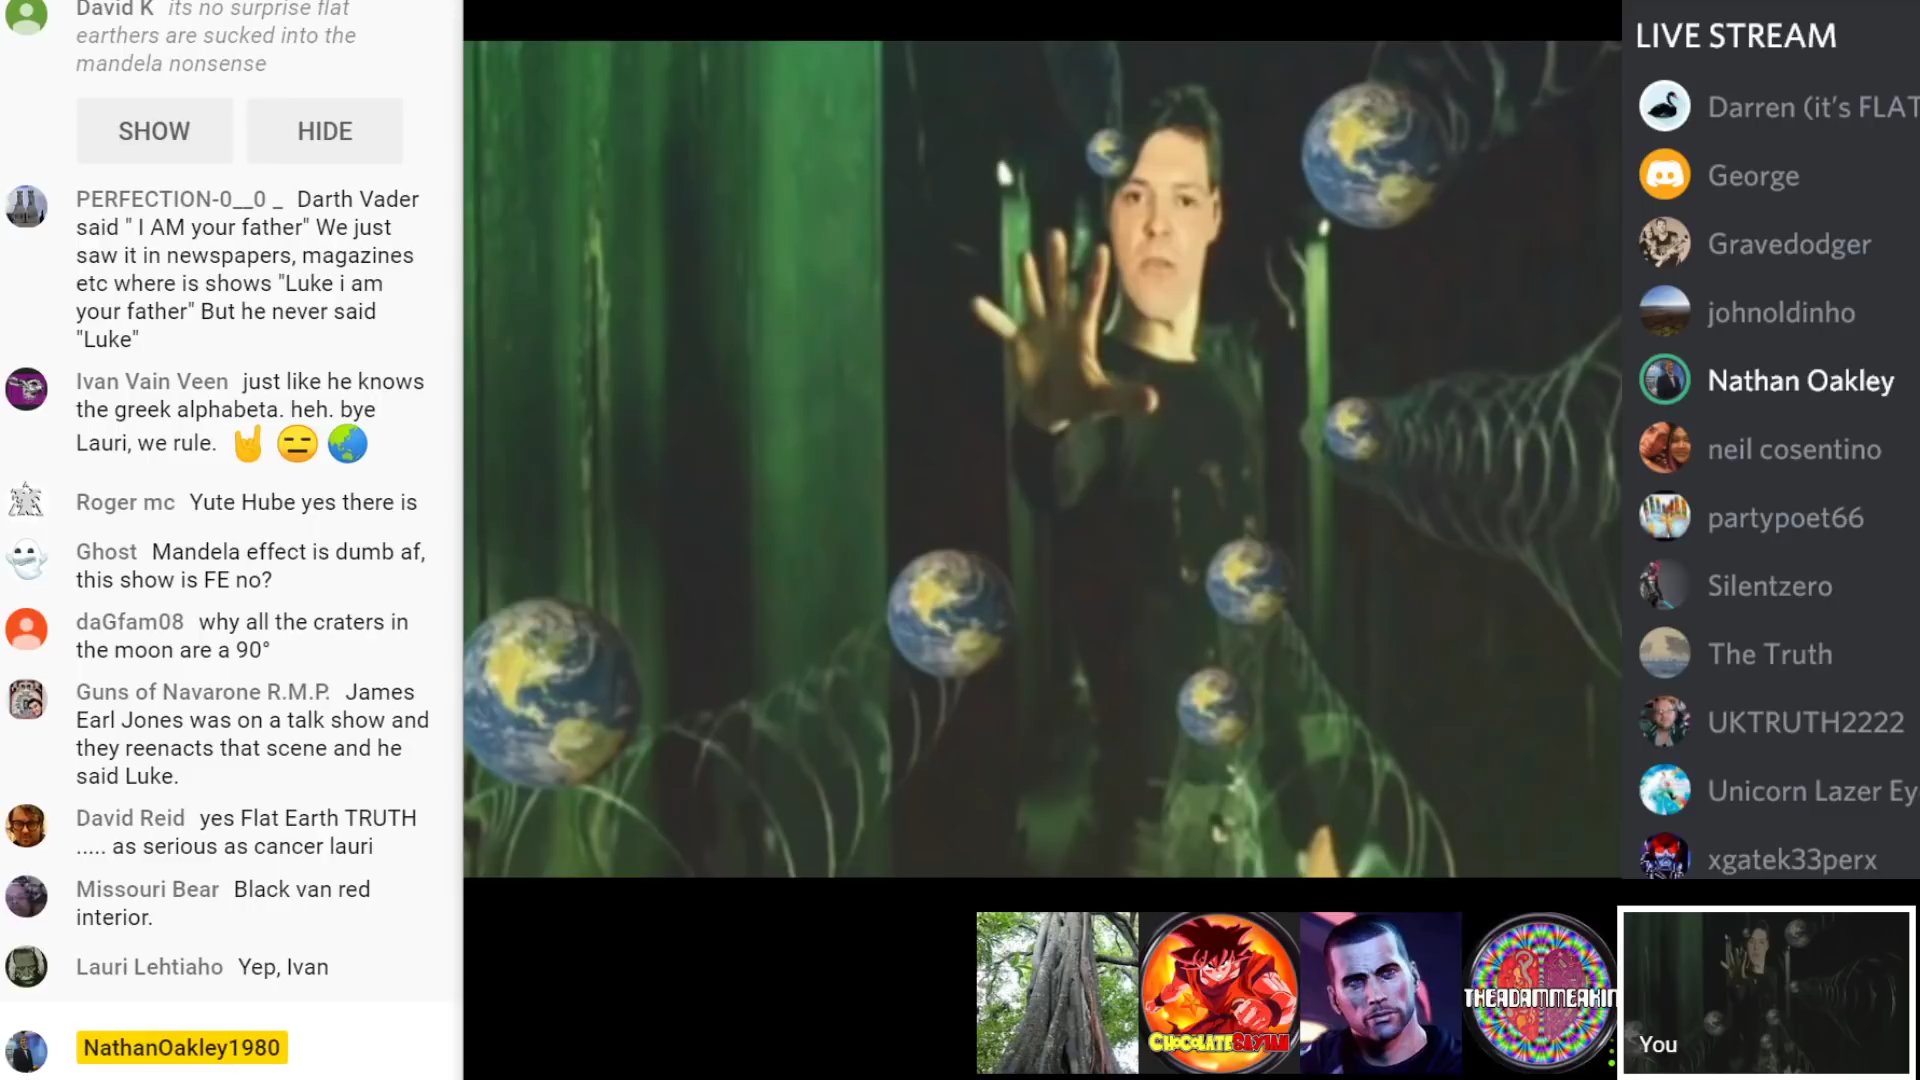 David K its no surprise flat
earthers are sucked into the
mandela nonsense
SHOW
HIDE
PERFECTION-0__0 _ Darth Vader
said " I AM your father" We just
saw it in newspapers, magazines
etc where is shows "Luke i am
your father" But he never said
"Luke"
Ivan Vain Veen just like he knows
the greek alphabeta. heh. bye
Lauri, we rule.
Roger mc Yute Hube yes there is
Ghost Mandela effect is dumb af,
this show is FE no?
daGfam08 why all the craters in
the moon are a 90°
Guns of Navarone R.M.P. James
Earl Jones was on a talk show and
they reenacts that scene and he
said Luke.
David Reid yes Flat Earth TRUTH
..... as serious as cancer lauri
Missouri Bear Black van red
interior.
Lauri Lehtiaho Yep, Ivan
NathanOakley1980
LIVE STREAM
Darren (it's FLAT
George
Gravedodger
johnoldinho
Nathan Oakley
neil cosentino
partypoet66
Silentzero
The Truth
UKTRUTH2222
Unicorn Lazer Ey
xgatek33perx
CHOCOLATESAYIAN
THEADAMMEAKIN
You